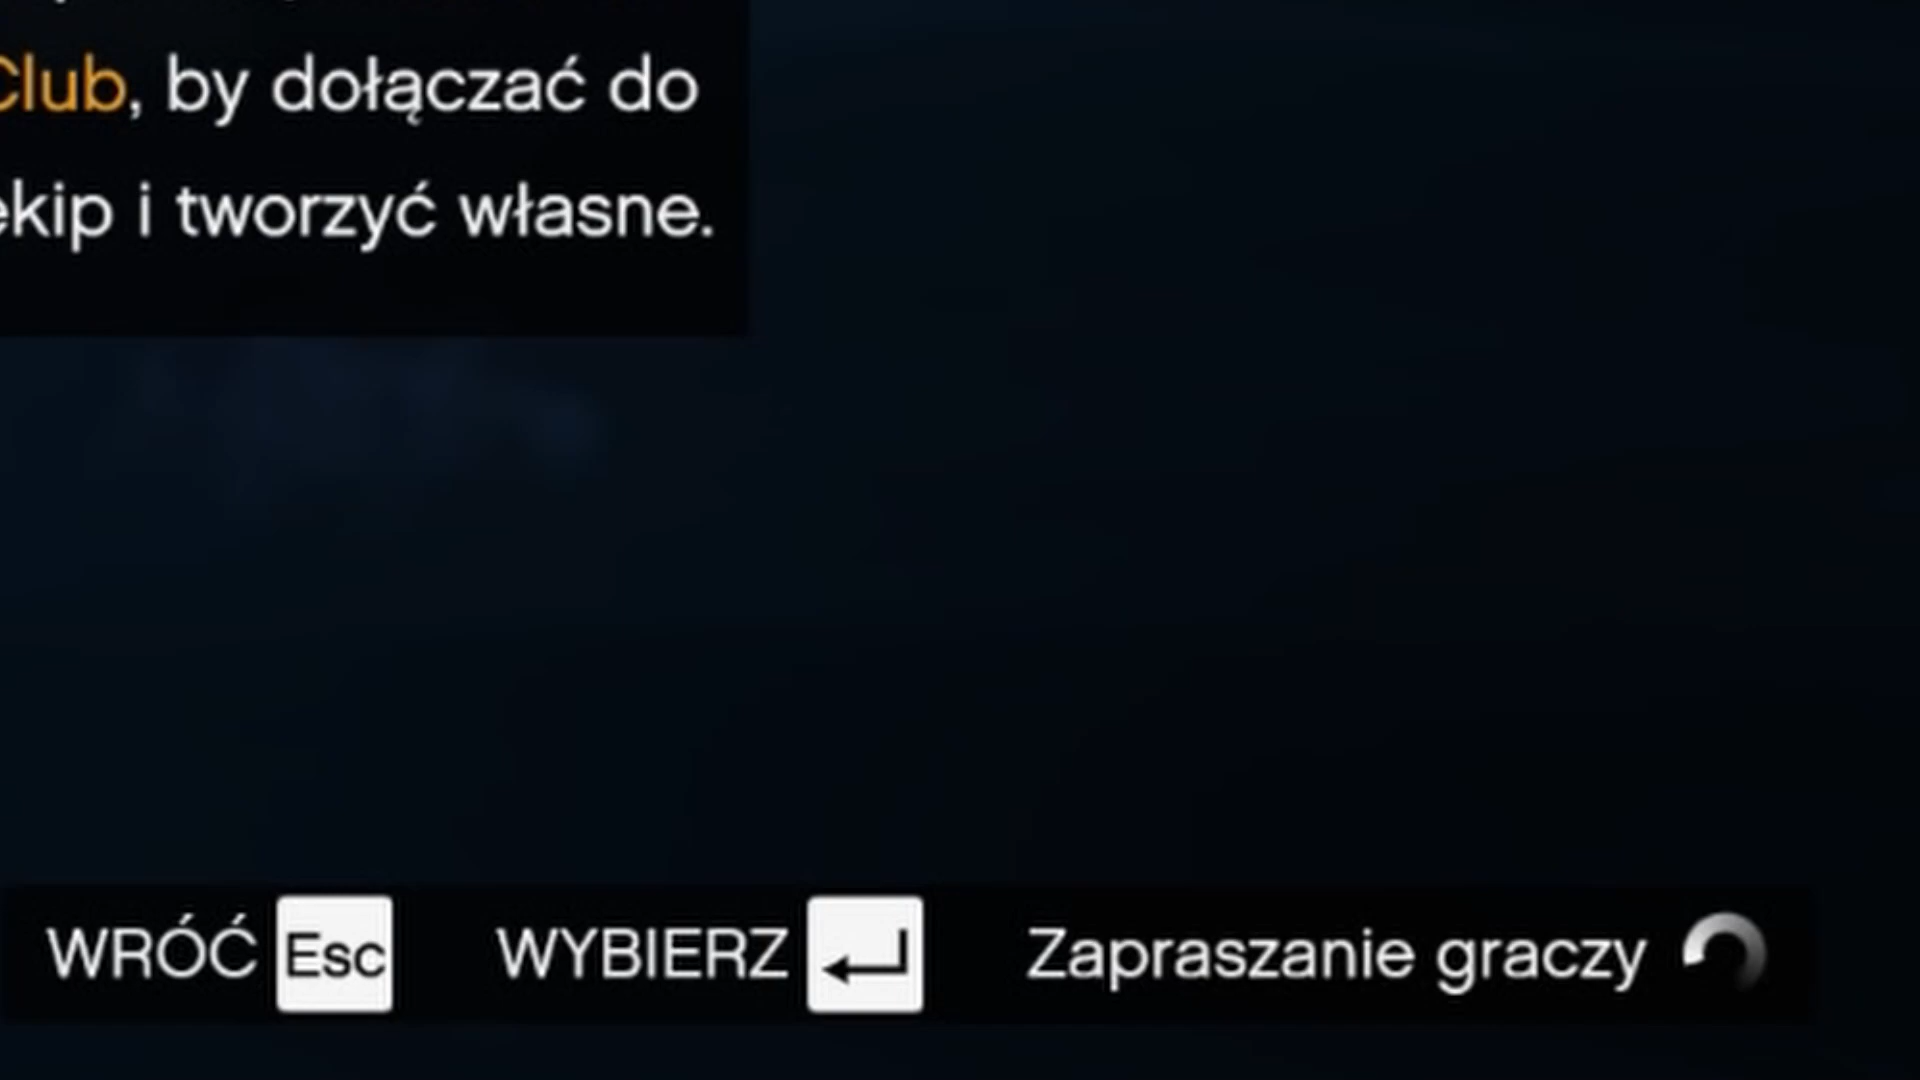 Club, by dołączać do
ekip i tworzyć własne.
WRÓĆ Esc WYBIERZ Zapraszanie graczy